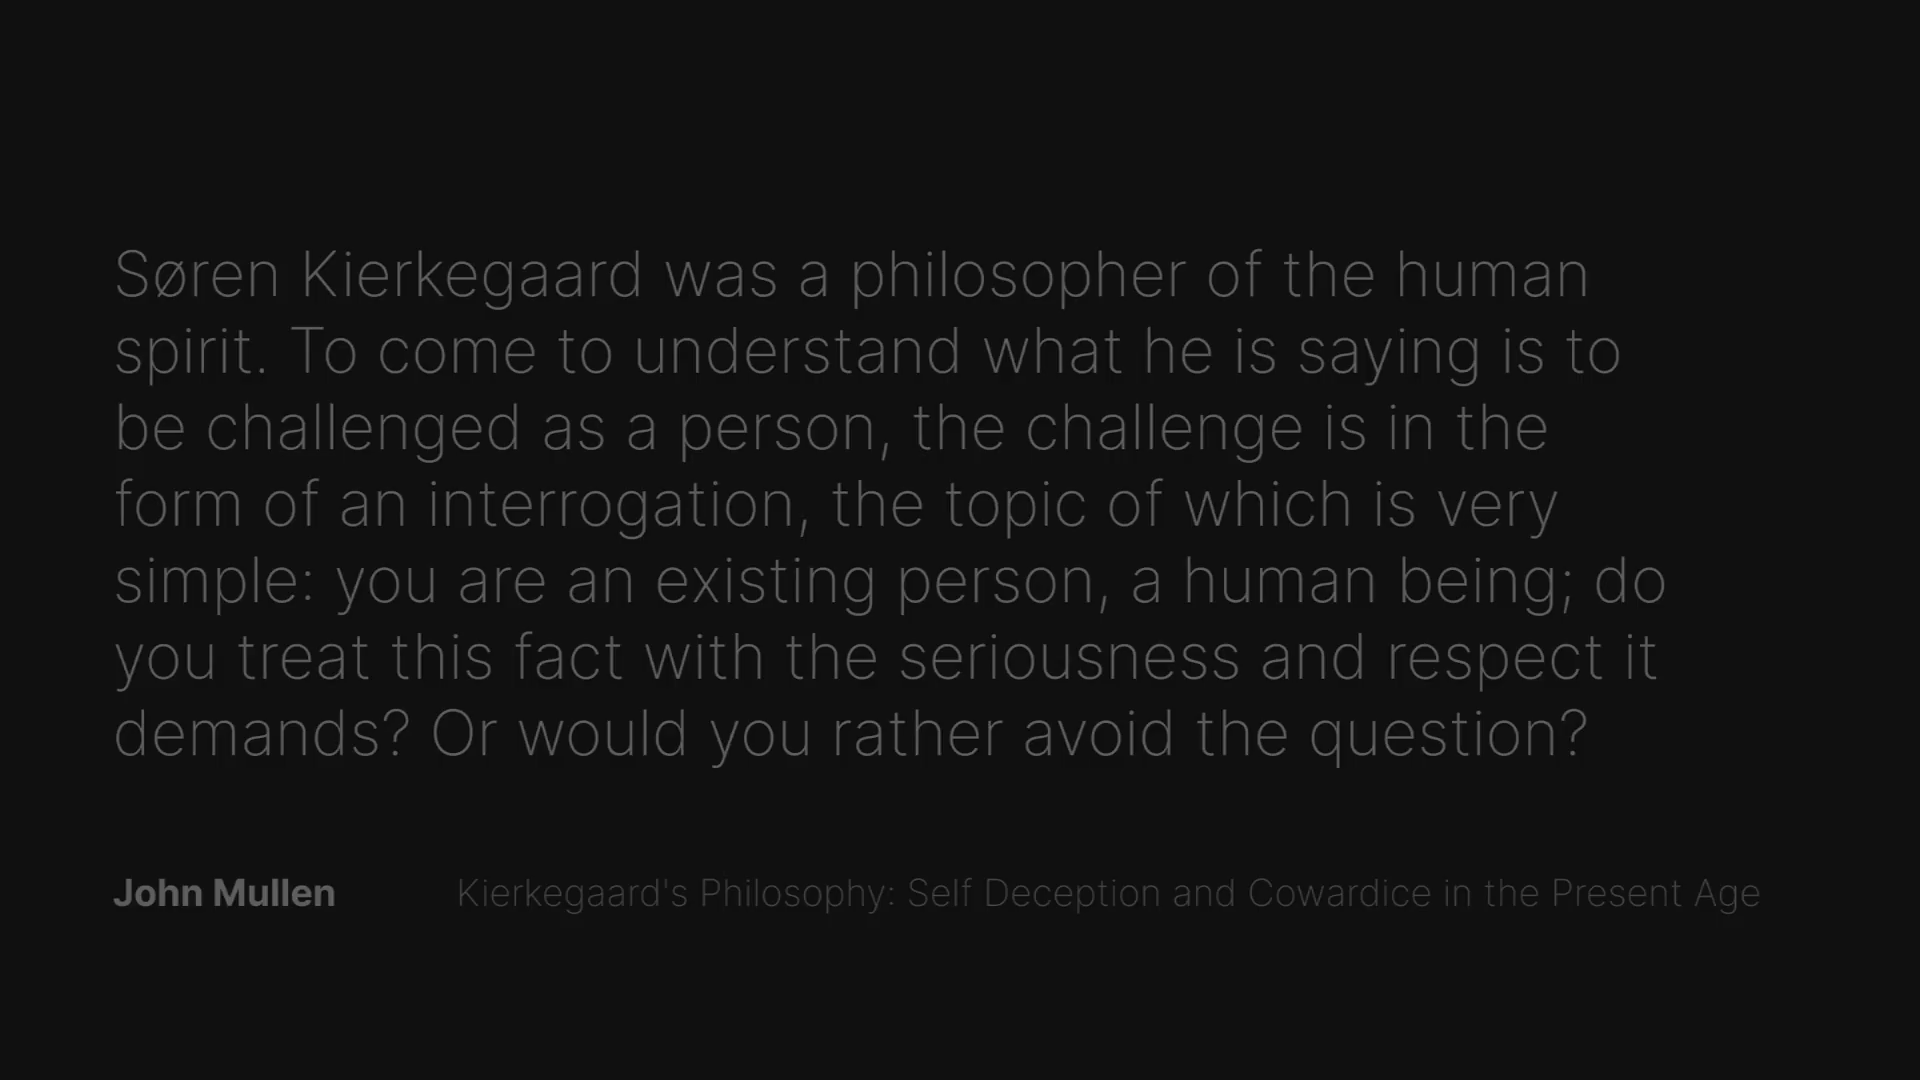 Søren Kierkegaard was a philosopher of the human
spirit. To come to understand what he is saying is to
be challenged as a person, the challenge is in the
form of an interrogation, the topic of which is very
simple: you are an existing person, a human being; do
you treat this fact with the seriousness and respect it
demands? Or would you rather avoid the question?
John Mullen Kierkegaard's Philosophy: Self Deception and Cowardice in the Present Age